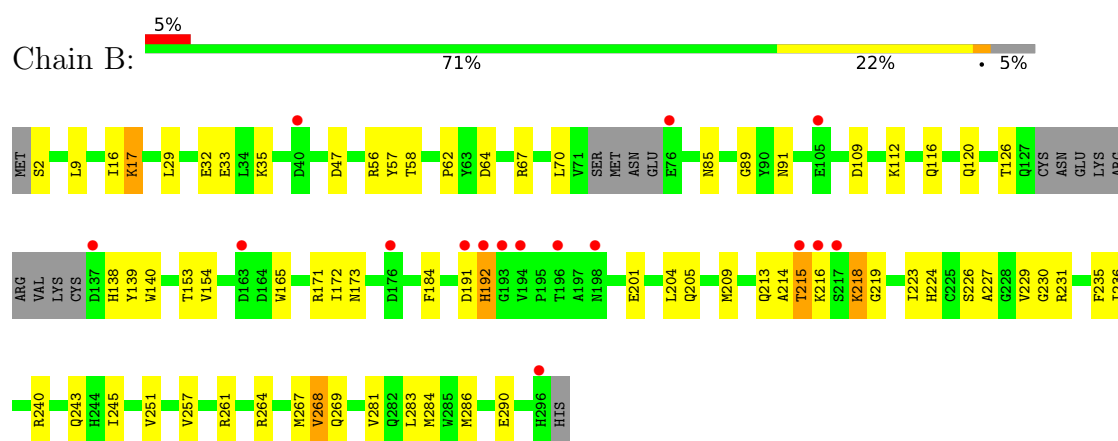 5%
Chain B:
71% 22% • 5%
MET S2 L9 I16 K17 L29 E32 E33 L34 K35 D40 D47 R56 Y57 T58 P62 Y63 D64 R67 L70 V71 SER MET ASN GLU E76 N85 G89 Y90 N91 E105 D109 K112 Q116 Q120 T126 Q127 CYS ASN GLU LYS ARG
ARG VAL LYS CYS D137 H138 Y139 W140 T153 V154 D163 D164 W165 R171 I172 N173 D176 F184 D191 H192 G193 V194 P195 T196 A197 N198 E201 L204 Q205 M209 Q213 A214 T215 K216 S217 K218 G219 I223 H224 C225 S226 A227 G228 V229 G230 R231 F235 I236
R240 Q243 H244 I245 V251 V257 R261 R264 M267 V268 Q269 V281 Q282 L283 M284 W285 M286 E290 H296 HIS